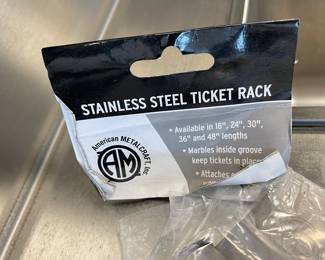 STAINLESS STEEL TICKET RACK
• Available in 18", 24", 30",
36" and 48" lengths
• Marbles inside groove
keep tickets in place
• Attaches
American METALCRAFT, Inc.
AM